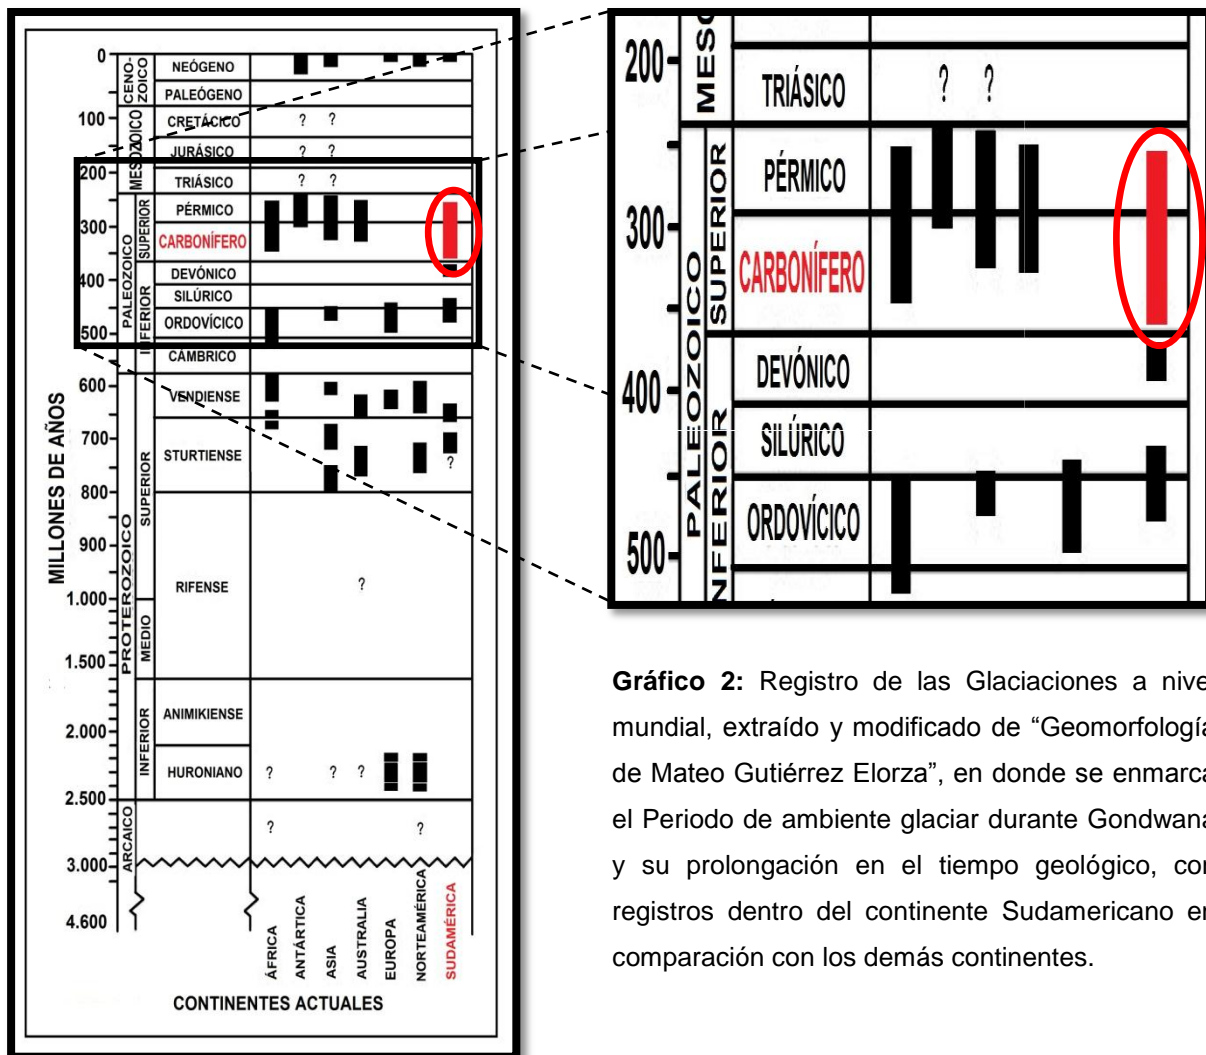 0
100
200
300
400
500
600
700
800
900
1.000
1.500
2.000
2.500
3.000
4.600
MILLONES DE AÑOS
CENO-
ZOICO
MESOZOICO
PALEOZOICO
SUPERIOR
INFERIOR
PROTEROZOICO
SUPERIOR
MEDIO
INFERIOR
ARCAICO
NEÓGENO
PALEÓGENO
CRETÁCICO ? ?
JURÁSICO ? ?
TRIÁSICO ? ?
PÉRMICO
CARBONÍFERO
DEVÓNICO
SILÚRICO
ORDOVÍCICO
CÁMBRICO
VENDIENSE
STURTIENSE ?
RIFENSE ?
ANIMIKIENSE
HURONIANO ? ? ?
? ?
ÁFRICA
ANTÁRTICA
ASIA
AUSTRALIA
EUROPA
NORTEAMÉRICA
SUDAMÉRICA
CONTINENTES ACTUALES
200
300
400
500
MESO
PALEOZOICO
SUPERIOR
NFERIOR
TRIÁSICO ? ?
PÉRMICO
CARBONÍFERO
DEVÓNICO
SILÚRICO
ORDOVÍCICO
Gráfico 2: Registro de las Glaciaciones a nivel
mundial, extraído y modificado de “Geomorfología
de Mateo Gutiérrez Elorza”, en donde se enmarca
el Periodo de ambiente glaciar durante Gondwana
y su prolongación en el tiempo geológico, con
registros dentro del continente Sudamericano en
comparación con los demás continentes.